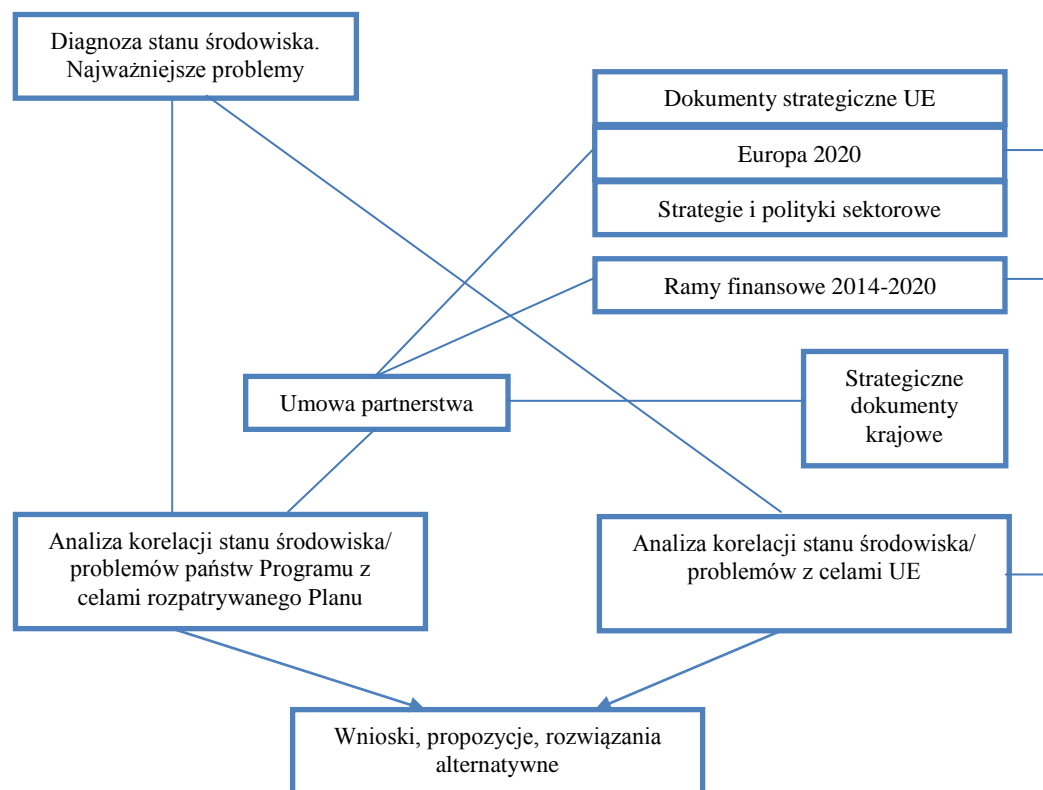 Diagnoza stanu środowiska.
Najważniejsze problemy
Dokumenty strategiczne UE
Europa 2020
Strategie i polityki sektorowe
Ramy finansowe 2014-2020
Umowa partnerstwa
Strategiczne
dokumenty
krajowe
Analiza korelacji stanu środowiska/
problemów państw Programu z
celami rozpatrywanego Planu
Analiza korelacji stanu środowiska/
problemów z celami UE
Wnioski, propozycje, rozwiązania
alternatywne